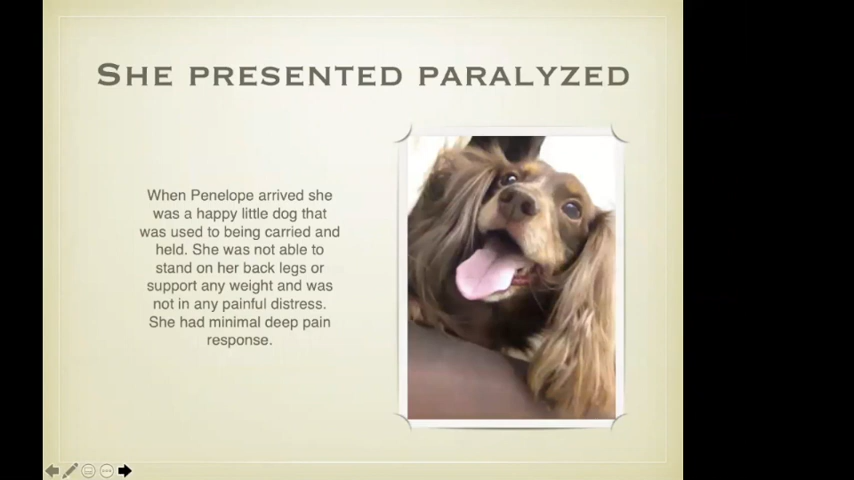 SHE PRESENTED PARALYZED
When Penelope arrived she
was a happy little dog that
was used to being carried and
held. She was not able to
stand on her back legs or
support any weight and was
not in any painful distress.
She had minimal deep pain
response.